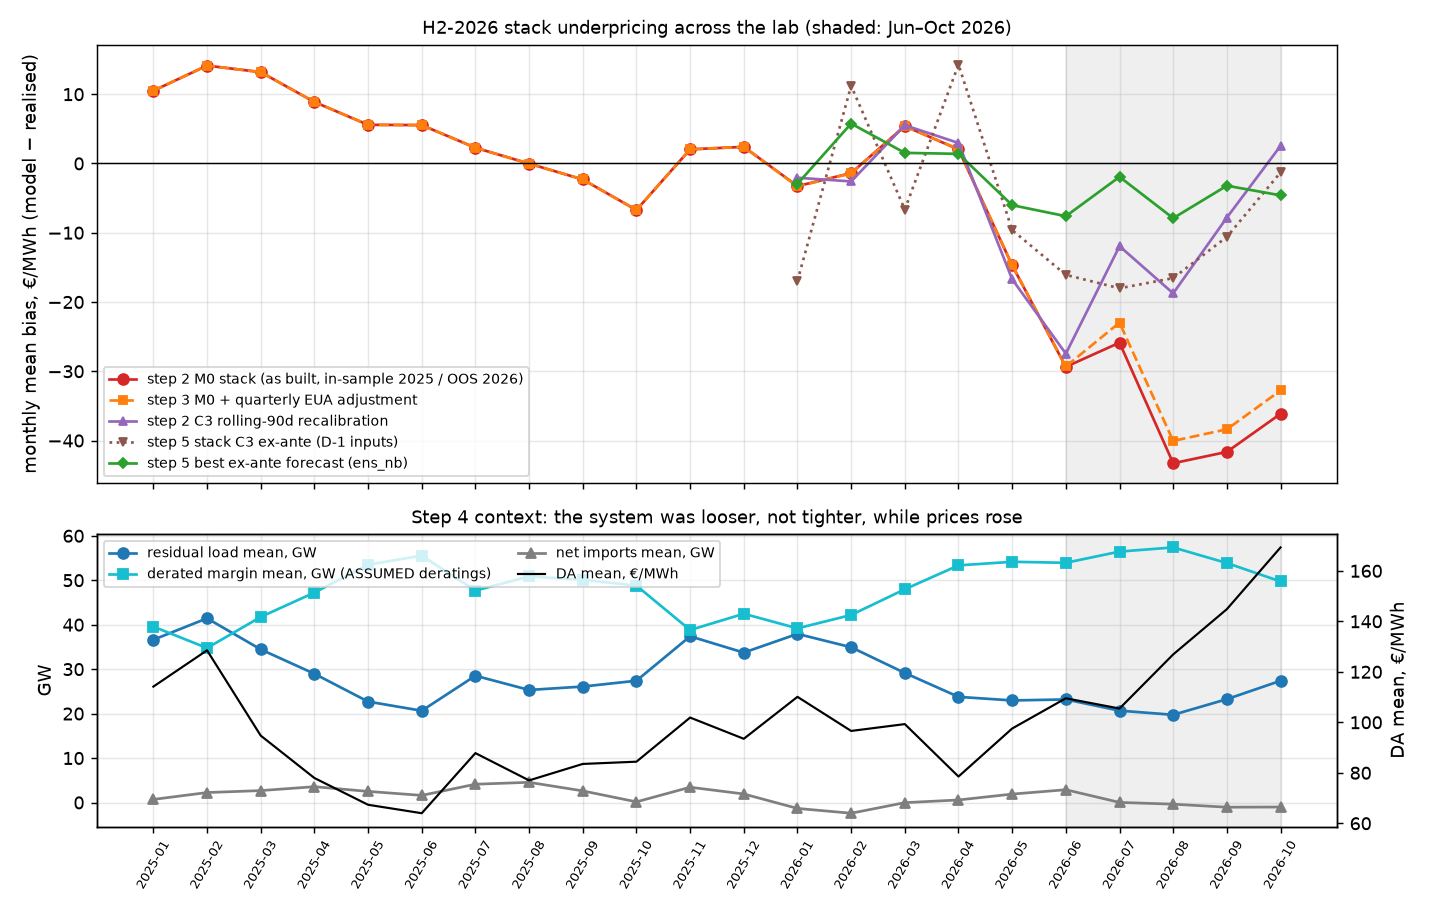 H2-2026 stack underpricing across the lab (shaded: Jun–Oct 2026)
monthly mean bias, €/MWh (model − realised)
10
0
−10
−20
−30
−40
step 2 M0 stack (as built, in-sample 2025 / OOS 2026)
step 3 M0 + quarterly EUA adjustment
step 2 C3 rolling-90d recalibration
step 5 stack C3 ex-ante (D-1 inputs)
step 5 best ex-ante forecast (ens_nb)
Step 4 context: the system was looser, not tighter, while prices rose
GW
60
50
40
30
20
10
0
residual load mean, GW
derated margin mean, GW (ASSUMED deratings)
net imports mean, GW
DA mean, €/MWh
160
140
120
100
80
60
DA mean, €/MWh
2025-01
2025-02
2025-03
2025-04
2025-05
2025-06
2025-07
2025-08
2025-09
2025-10
2025-11
2025-12
2026-01
2026-02
2026-03
2026-04
2026-05
2026-06
2026-07
2026-08
2026-09
2026-10